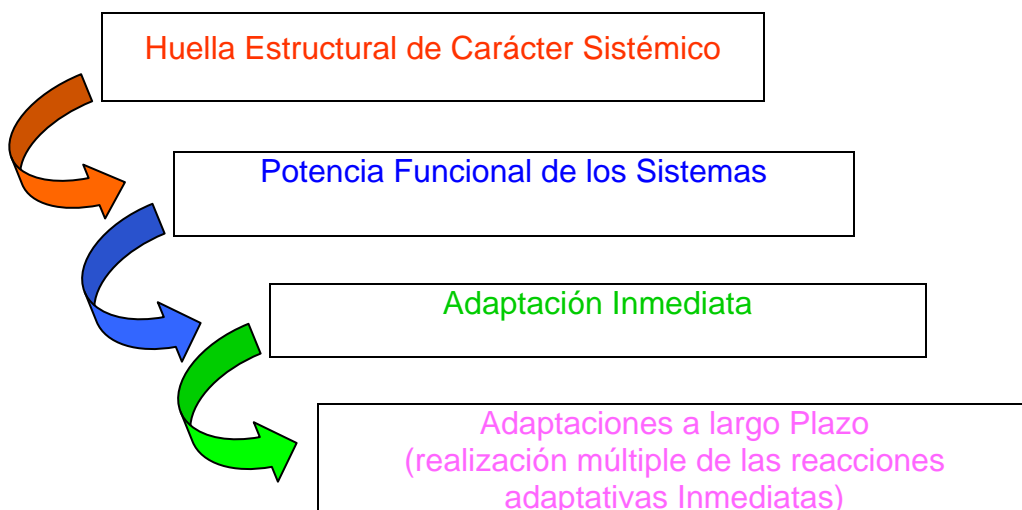 Huella Estructural de Carácter Sistémico
Potencia Funcional de los Sistemas
Adaptación Inmediata
Adaptaciones a largo Plazo
(realización múltiple de las reacciones
adaptativas Inmediatas)